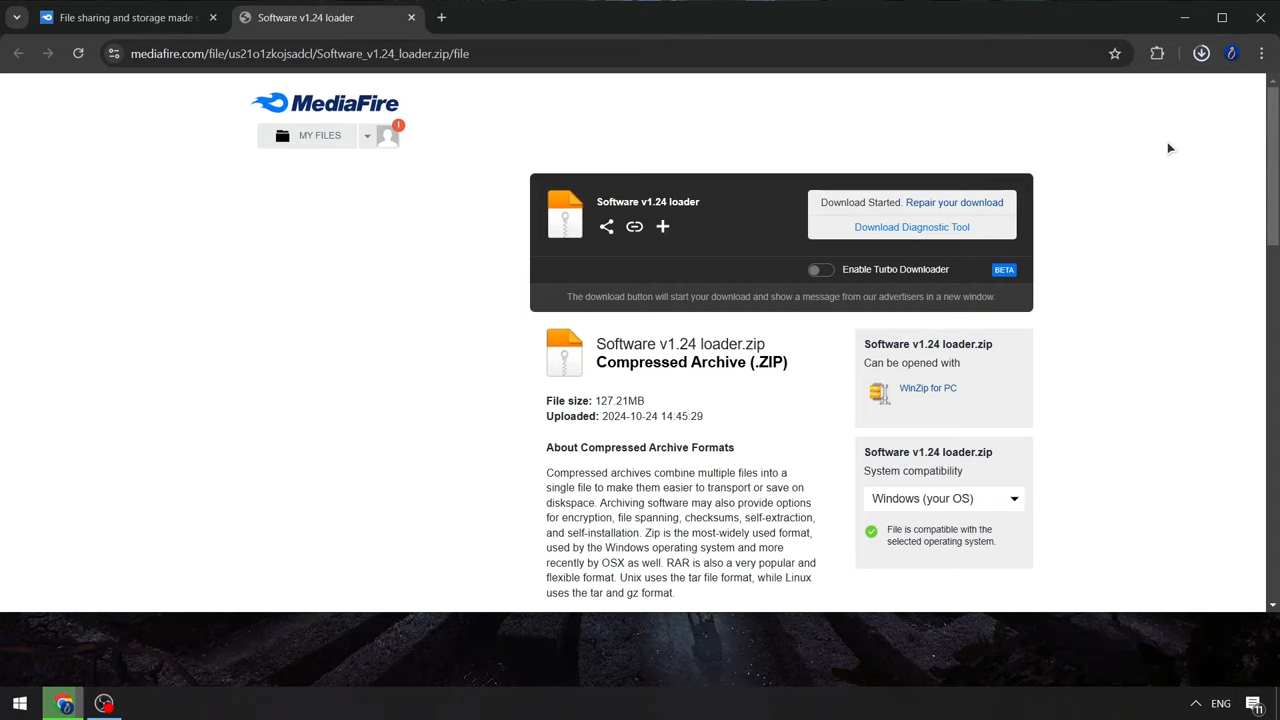 File sharing and storage made s
Software v1.24 loader
mediafire.com/file/us21o1zkojsadcl/Software_v1.24_loader.zip/file
MediaFire
MY FILES
!
Software v1.24 loader
Download Started. Repair your download
Download Diagnostic Tool
Enable Turbo Downloader
BETA
The download button will start your download and show a message from our advertisers in a new window.
Software v1.24 loader.zip
Compressed Archive (.ZIP)
File size: 127.21MB
Uploaded: 2024-10-24 14:45:29
About Compressed Archive Formats
Compressed archives combine multiple files into a
single file to make them easier to transport or save on
diskspace. Archiving software may also provide options
for encryption, file spanning, checksums, self-extraction,
and self-installation. Zip is the most-widely used format,
used by the Windows operating system and more
recently by OSX as well. RAR is also a very popular and
flexible format. Unix uses the tar file format, while Linux
uses the tar and gz format.
Software v1.24 loader.zip
Can be opened with
WinZip for PC
Software v1.24 loader.zip
System compatibility
Windows (your OS)
File is compatible with the
selected operating system.
ENG
11